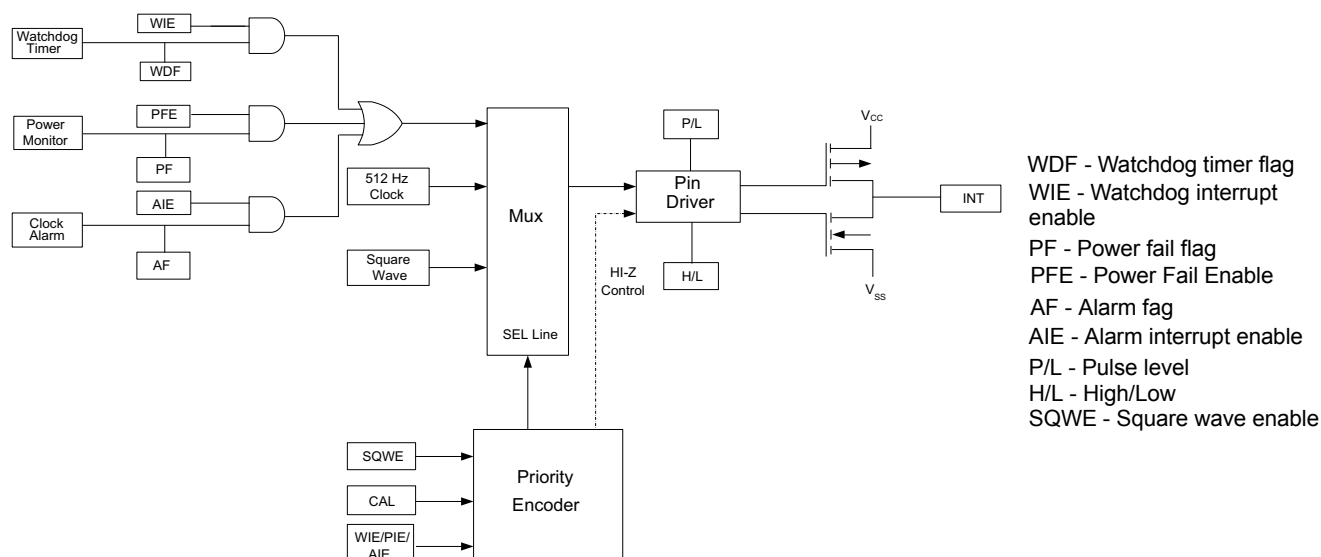 WIE
Watchdog
Timer
WDF
PFE
Power
Monitor
PF
AIE
Clock
Alarm
AF
512 Hz
Clock
Square
Wave
Mux
SEL Line
P/L
Pin
Driver
H/L
HI-Z
Control
VCC
INT
VSS
SQWE
CAL
WIE/PIE/
AIE
Priority
Encoder
WDF - Watchdog timer flag
WIE - Watchdog interrupt
enable
PF - Power fail flag
PFE - Power Fail Enable
AF - Alarm fag
AIE - Alarm interrupt enable
P/L - Pulse level
H/L - High/Low
SQWE - Square wave enable